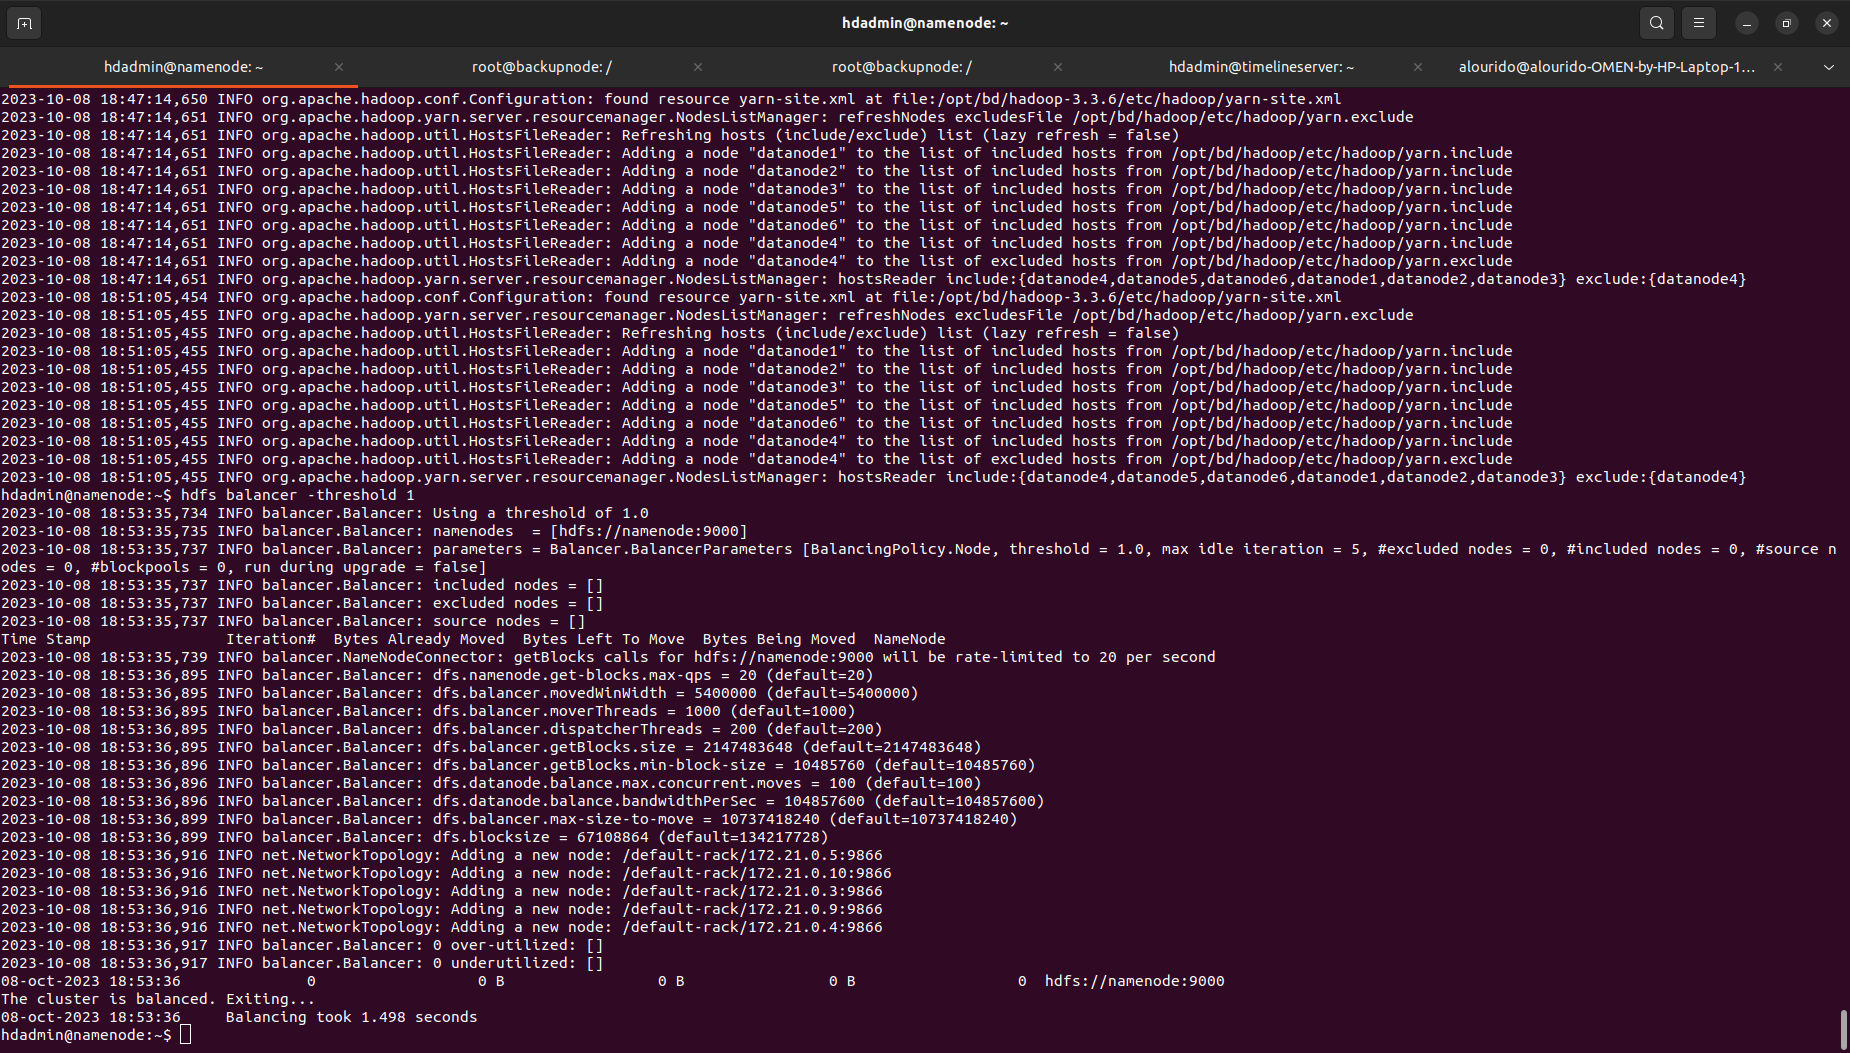 hdadmin@namenode: ~
hdadmin@namenode: ~
root@backupnode: /
root@backupnode: /
hdadmin@timelineserver: ~
alourido@alourido-OMEN-by-HP-Laptop-1...
2023-10-08 18:47:14,650 INFO org.apache.hadoop.conf.Configuration: found resource yarn-site.xml at file:/opt/bd/hadoop-3.3.6/etc/hadoop/yarn-site.xml
2023-10-08 18:47:14,651 INFO org.apache.hadoop.yarn.server.resourcemanager.NodesListManager: refreshNodes excludesFile /opt/bd/hadoop/etc/hadoop/yarn.exclude
2023-10-08 18:47:14,651 INFO org.apache.hadoop.util.HostsFileReader: Refreshing hosts (include/exclude) list (lazy refresh = false)
2023-10-08 18:47:14,651 INFO org.apache.hadoop.util.HostsFileReader: Adding a node "datanode1" to the list of included hosts from /opt/bd/hadoop/etc/hadoop/yarn.include
2023-10-08 18:47:14,651 INFO org.apache.hadoop.util.HostsFileReader: Adding a node "datanode2" to the list of included hosts from /opt/bd/hadoop/etc/hadoop/yarn.include
2023-10-08 18:47:14,651 INFO org.apache.hadoop.util.HostsFileReader: Adding a node "datanode3" to the list of included hosts from /opt/bd/hadoop/etc/hadoop/yarn.include
2023-10-08 18:47:14,651 INFO org.apache.hadoop.util.HostsFileReader: Adding a node "datanode5" to the list of included hosts from /opt/bd/hadoop/etc/hadoop/yarn.include
2023-10-08 18:47:14,651 INFO org.apache.hadoop.util.HostsFileReader: Adding a node "datanode6" to the list of included hosts from /opt/bd/hadoop/etc/hadoop/yarn.include
2023-10-08 18:47:14,651 INFO org.apache.hadoop.util.HostsFileReader: Adding a node "datanode4" to the list of included hosts from /opt/bd/hadoop/etc/hadoop/yarn.include
2023-10-08 18:47:14,651 INFO org.apache.hadoop.util.HostsFileReader: Adding a node "datanode4" to the list of excluded hosts from /opt/bd/hadoop/etc/hadoop/yarn.exclude
2023-10-08 18:47:14,651 INFO org.apache.hadoop.yarn.server.resourcemanager.NodesListManager: hostsReader include:{datanode4,datanode5,datanode6,datanode1,datanode2,datanode3} exclude:{datanode4}
2023-10-08 18:51:05,454 INFO org.apache.hadoop.conf.Configuration: found resource yarn-site.xml at file:/opt/bd/hadoop-3.3.6/etc/hadoop/yarn-site.xml
2023-10-08 18:51:05,455 INFO org.apache.hadoop.yarn.server.resourcemanager.NodesListManager: refreshNodes excludesFile /opt/bd/hadoop/etc/hadoop/yarn.exclude
2023-10-08 18:51:05,455 INFO org.apache.hadoop.util.HostsFileReader: Refreshing hosts (include/exclude) list (lazy refresh = false)
2023-10-08 18:51:05,455 INFO org.apache.hadoop.util.HostsFileReader: Adding a node "datanode1" to the list of included hosts from /opt/bd/hadoop/etc/hadoop/yarn.include
2023-10-08 18:51:05,455 INFO org.apache.hadoop.util.HostsFileReader: Adding a node "datanode2" to the list of included hosts from /opt/bd/hadoop/etc/hadoop/yarn.include
2023-10-08 18:51:05,455 INFO org.apache.hadoop.util.HostsFileReader: Adding a node "datanode3" to the list of included hosts from /opt/bd/hadoop/etc/hadoop/yarn.include
2023-10-08 18:51:05,455 INFO org.apache.hadoop.util.HostsFileReader: Adding a node "datanode5" to the list of included hosts from /opt/bd/hadoop/etc/hadoop/yarn.include
2023-10-08 18:51:05,455 INFO org.apache.hadoop.util.HostsFileReader: Adding a node "datanode6" to the list of included hosts from /opt/bd/hadoop/etc/hadoop/yarn.include
2023-10-08 18:51:05,455 INFO org.apache.hadoop.util.HostsFileReader: Adding a node "datanode4" to the list of included hosts from /opt/bd/hadoop/etc/hadoop/yarn.include
2023-10-08 18:51:05,455 INFO org.apache.hadoop.util.HostsFileReader: Adding a node "datanode4" to the list of excluded hosts from /opt/bd/hadoop/etc/hadoop/yarn.exclude
2023-10-08 18:51:05,455 INFO org.apache.hadoop.yarn.server.resourcemanager.NodesListManager: hostsReader include:{datanode4,datanode5,datanode6,datanode1,datanode2,datanode3} exclude:{datanode4}
hdadmin@namenode:~$ hdfs balancer -threshold 1
2023-10-08 18:53:35,734 INFO balancer.Balancer: Using a threshold of 1.0
2023-10-08 18:53:35,735 INFO balancer.Balancer: namenodes  = [hdfs://namenode:9000]
2023-10-08 18:53:35,737 INFO balancer.Balancer: parameters = Balancer.BalancerParameters [BalancingPolicy.Node, threshold = 1.0, max idle iteration = 5, #excluded nodes = 0, #included nodes = 0, #source n
odes = 0, #blockpools = 0, run during upgrade = false]
2023-10-08 18:53:35,737 INFO balancer.Balancer: included nodes = []
2023-10-08 18:53:35,737 INFO balancer.Balancer: excluded nodes = []
2023-10-08 18:53:35,737 INFO balancer.Balancer: source nodes = []
Time Stamp               Iteration#  Bytes Already Moved  Bytes Left To Move  Bytes Being Moved  NameNode
2023-10-08 18:53:35,739 INFO balancer.NameNodeConnector: getBlocks calls for hdfs://namenode:9000 will be rate-limited to 20 per second
2023-10-08 18:53:36,895 INFO balancer.Balancer: dfs.namenode.get-blocks.max-qps = 20 (default=20)
2023-10-08 18:53:36,895 INFO balancer.Balancer: dfs.balancer.movedWinWidth = 5400000 (default=5400000)
2023-10-08 18:53:36,895 INFO balancer.Balancer: dfs.balancer.moverThreads = 1000 (default=1000)
2023-10-08 18:53:36,895 INFO balancer.Balancer: dfs.balancer.dispatcherThreads = 200 (default=200)
2023-10-08 18:53:36,895 INFO balancer.Balancer: dfs.balancer.getBlocks.size = 2147483648 (default=2147483648)
2023-10-08 18:53:36,896 INFO balancer.Balancer: dfs.balancer.getBlocks.min-block-size = 10485760 (default=10485760)
2023-10-08 18:53:36,896 INFO balancer.Balancer: dfs.datanode.balance.max.concurrent.moves = 100 (default=100)
2023-10-08 18:53:36,896 INFO balancer.Balancer: dfs.datanode.balance.bandwidthPerSec = 104857600 (default=104857600)
2023-10-08 18:53:36,899 INFO balancer.Balancer: dfs.balancer.max-size-to-move = 10737418240 (default=10737418240)
2023-10-08 18:53:36,899 INFO balancer.Balancer: dfs.blocksize = 67108864 (default=134217728)
2023-10-08 18:53:36,916 INFO net.NetworkTopology: Adding a new node: /default-rack/172.21.0.5:9866
2023-10-08 18:53:36,916 INFO net.NetworkTopology: Adding a new node: /default-rack/172.21.0.10:9866
2023-10-08 18:53:36,916 INFO net.NetworkTopology: Adding a new node: /default-rack/172.21.0.3:9866
2023-10-08 18:53:36,916 INFO net.NetworkTopology: Adding a new node: /default-rack/172.21.0.9:9866
2023-10-08 18:53:36,916 INFO net.NetworkTopology: Adding a new node: /default-rack/172.21.0.4:9866
2023-10-08 18:53:36,917 INFO balancer.Balancer: 0 over-utilized: []
2023-10-08 18:53:36,917 INFO balancer.Balancer: 0 underutilized: []
08-oct-2023 18:53:36              0                  0 B                 0 B                0 B                  0  hdfs://namenode:9000
The cluster is balanced. Exiting...
08-oct-2023 18:53:36     Balancing took 1.498 seconds
hdadmin@namenode:~$